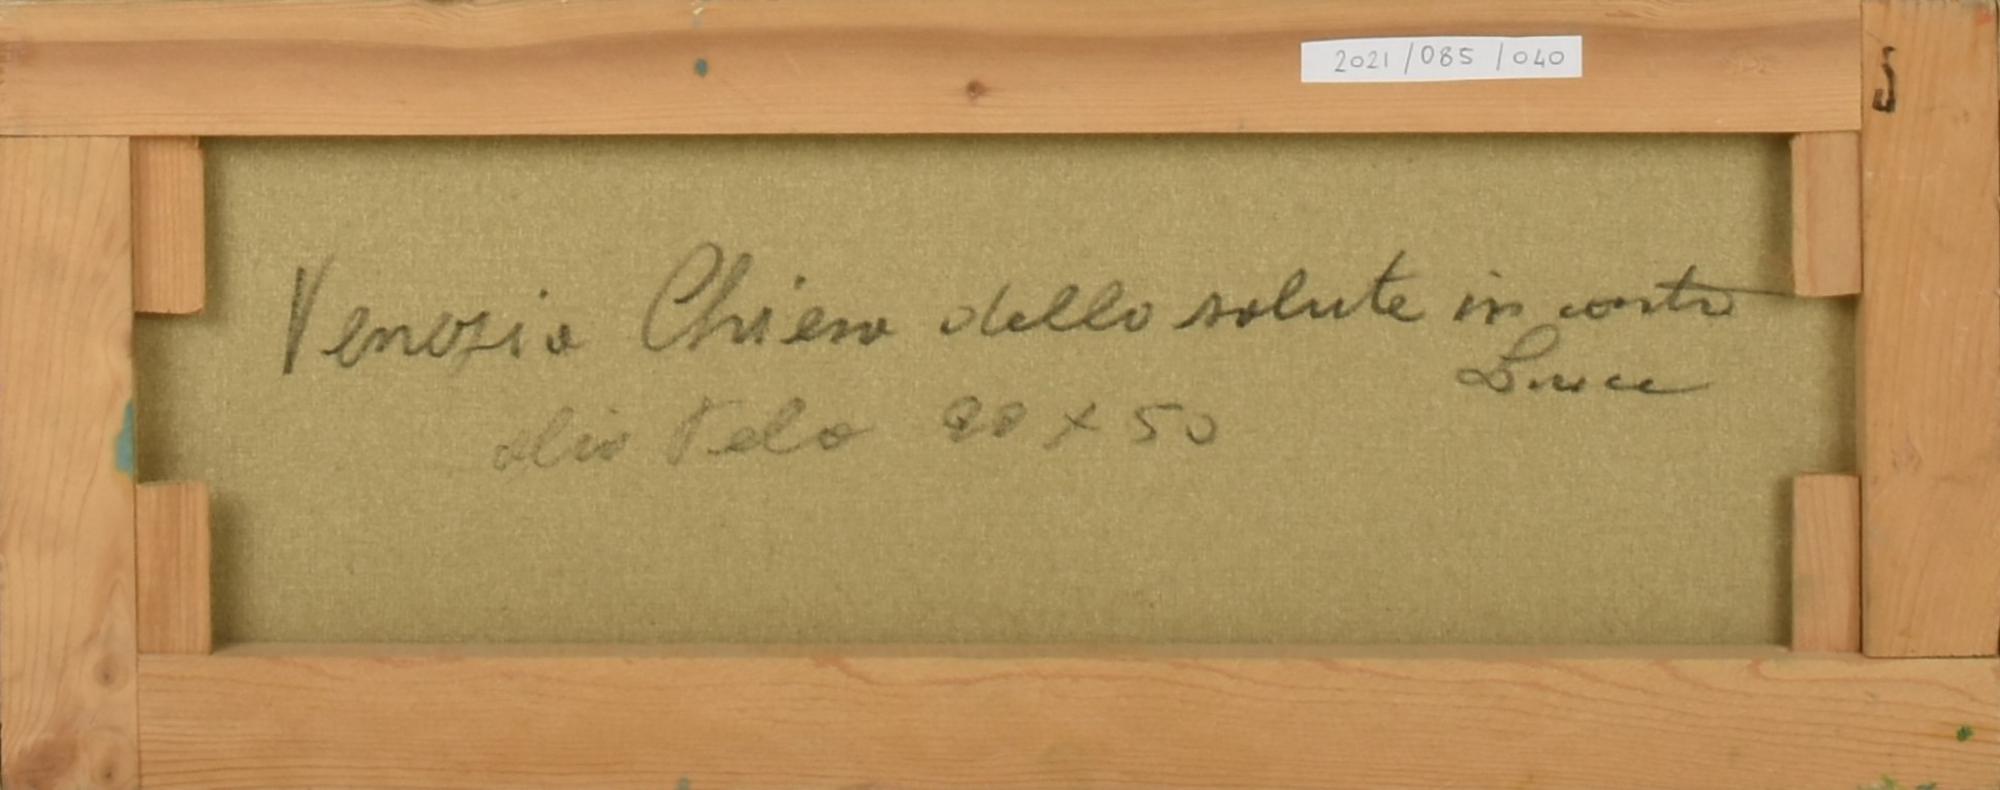 2021/085/040
J
Venezia Chiesa della salute in contro
Luce
olio Tela 20 X 50